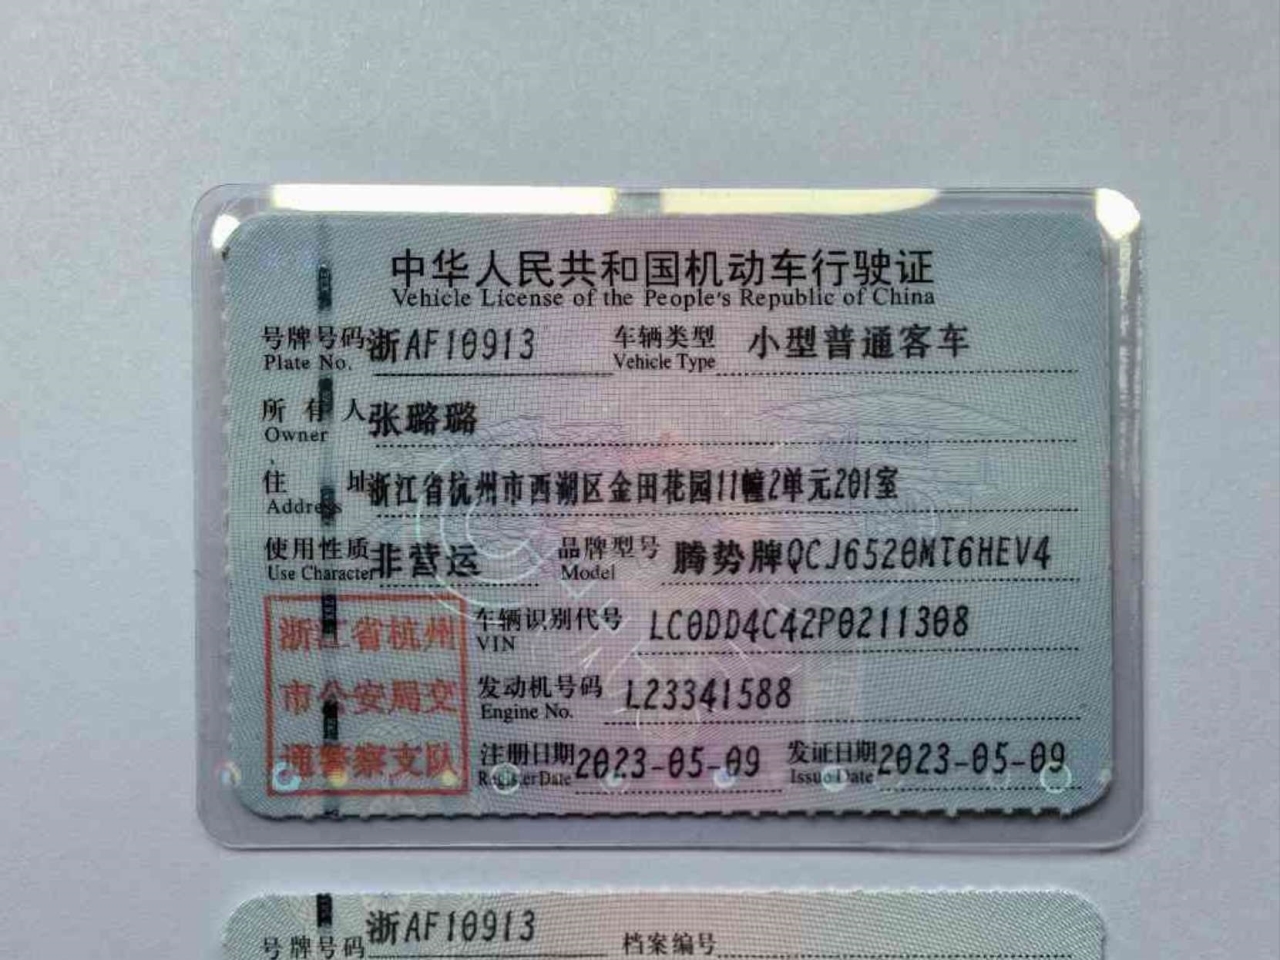 中华人民共和国机动车行驶证
Vehicle License of the People's Republic of China
号牌号码 浙AF10913 车辆类型 小型普通客车
Plate No. Vehicle Type
所有人 张璐璐
Owner
住址 浙江省杭州市西湖区金田花园11幢2单元201室
Address
使用性质 非营运 品牌型号 腾势牌QCJ6520MT6HEV4
Use Character Model
浙江省杭州
市公安局交
通警察支队
车辆识别代号 LC0DD4C42P0211308
VIN
发动机号码 L23341588
Engine No.
注册日期 2023-05-09 发证日期 2023-05-09
Register Date Issue Date
号牌号码 浙AF10913 档案编号